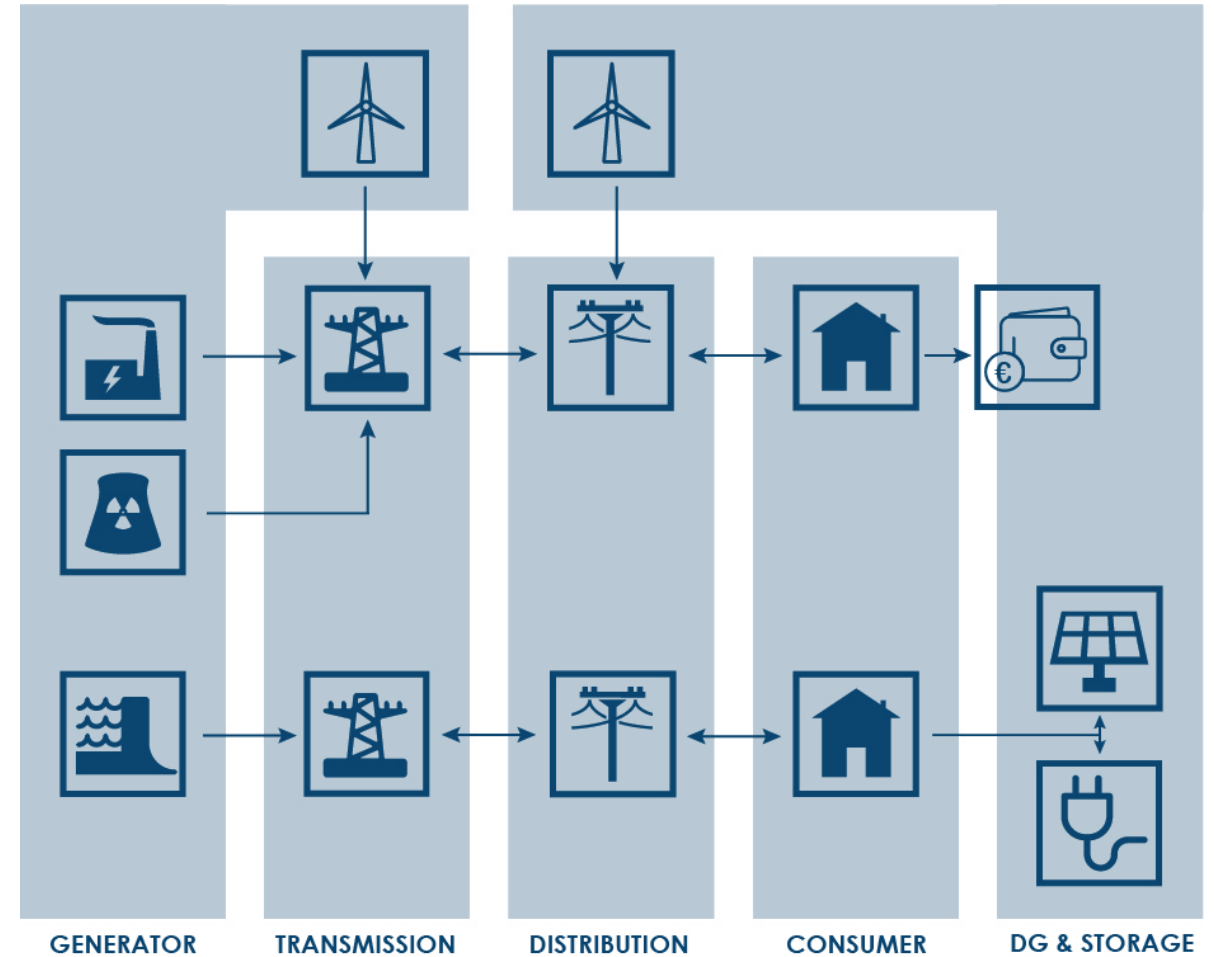 €
GENERATOR
TRANSMISSION
DISTRIBUTION
CONSUMER
DG & STORAGE